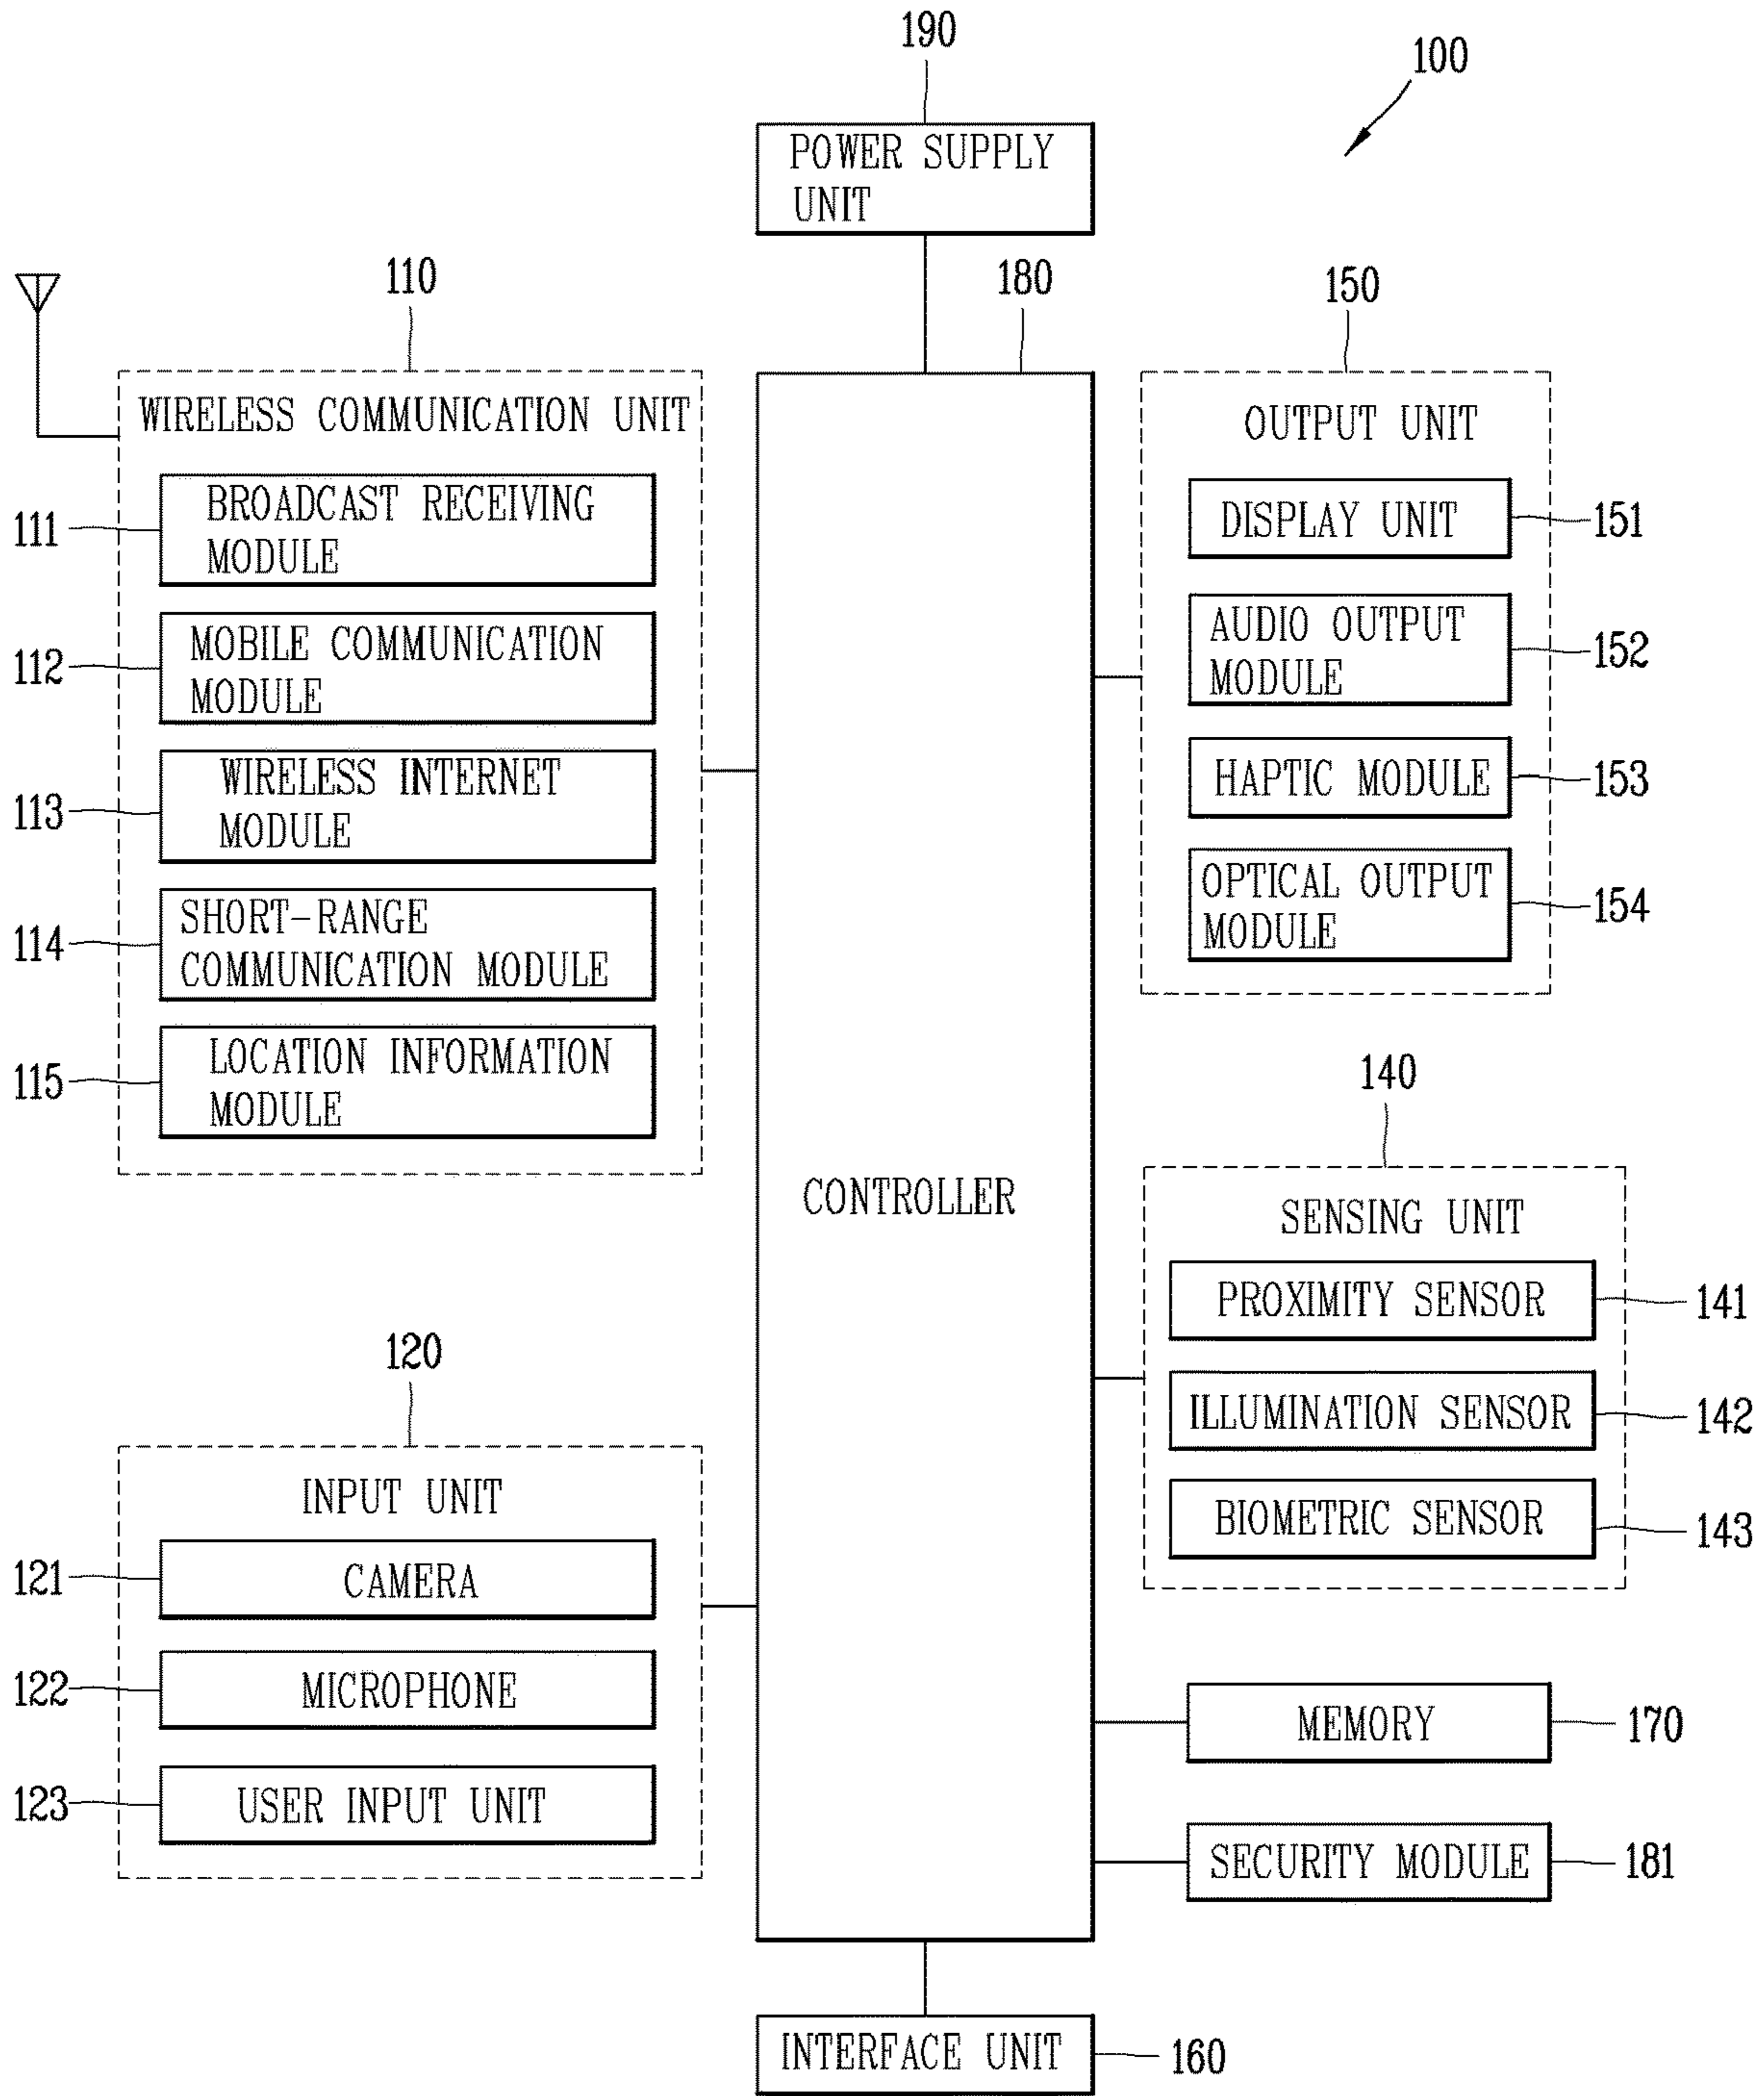 190
100
POWER SUPPLY
UNIT
110
180
150
WIRELESS COMMUNICATION UNIT
111
BROADCAST RECEIVING
MODULE
112
MOBILE COMMUNICATION
MODULE
113
WIRELESS INTERNET
MODULE
114
SHORT-RANGE
COMMUNICATION MODULE
115
LOCATION INFORMATION
MODULE
120
INPUT UNIT
121
CAMERA
122
MICROPHONE
123
USER INPUT UNIT
CONTROLLER
OUTPUT UNIT
DISPLAY UNIT
151
AUDIO OUTPUT
MODULE
152
HAPTIC MODULE
153
OPTICAL OUTPUT
MODULE
154
140
SENSING UNIT
PROXIMITY SENSOR
141
ILLUMINATION SENSOR
142
BIOMETRIC SENSOR
143
MEMORY
170
SECURITY MODULE
181
INTERFACE UNIT
160